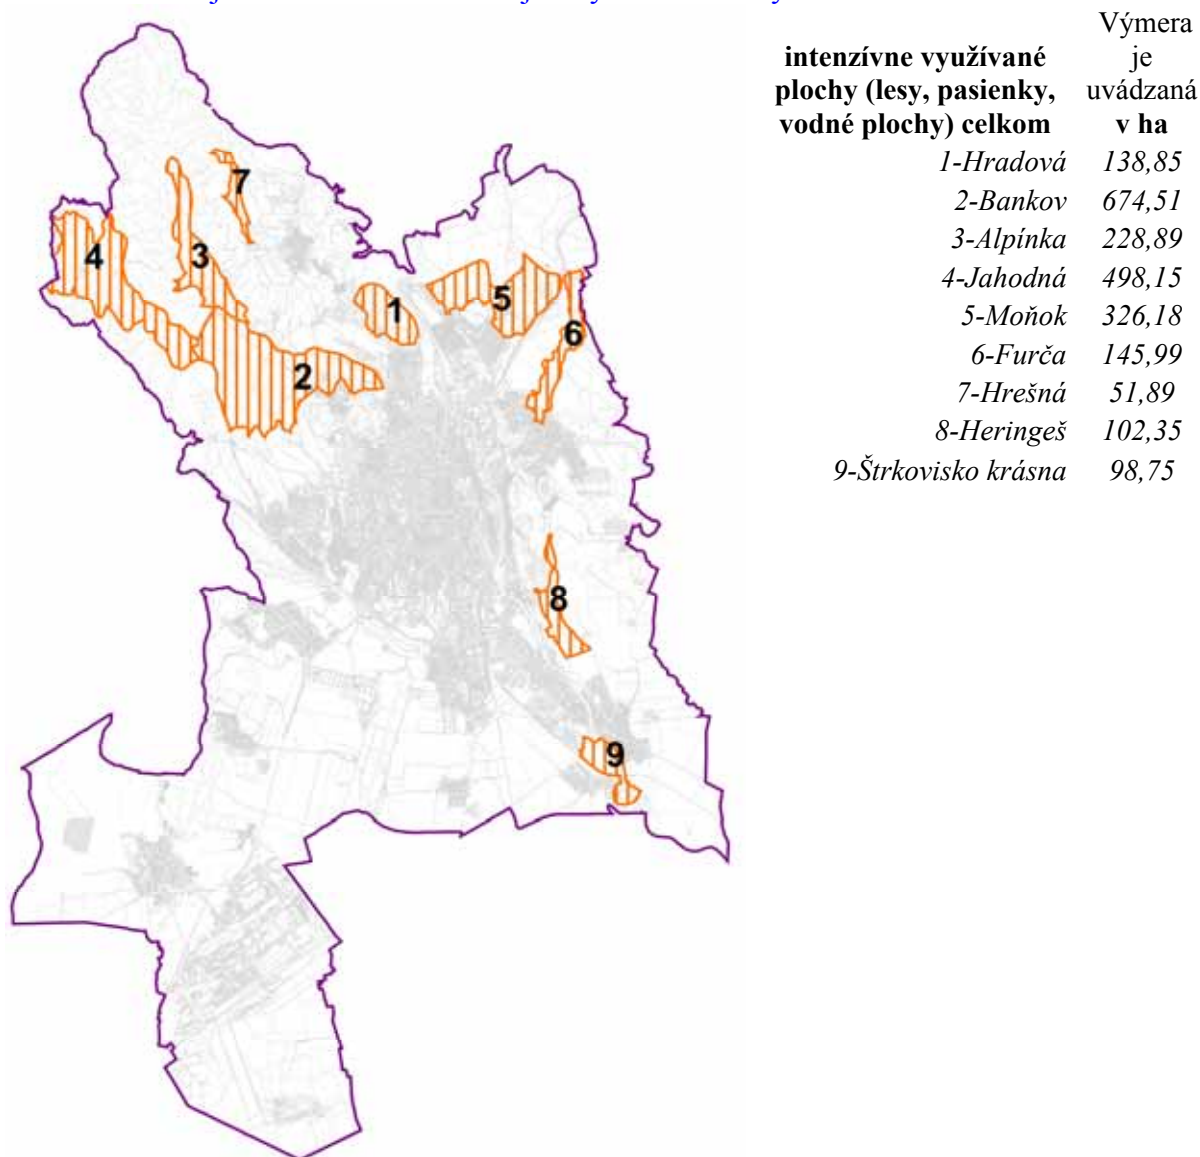 intenzívne využívané
plochy (lesy, pasienky,
vodné plochy) celkom
Výmera
je
uvádzaná
v ha
1-Hradová 138,85
2-Bankov 674,51
3-Alpínka 228,89
4-Jahodná 498,15
5-Moňok 326,18
6-Furča 145,99
7-Hrešná 51,89
8-Heringeš 102,35
9-Štrkovisko krásna 98,75
7
4
3
5
1
6
2
8
9